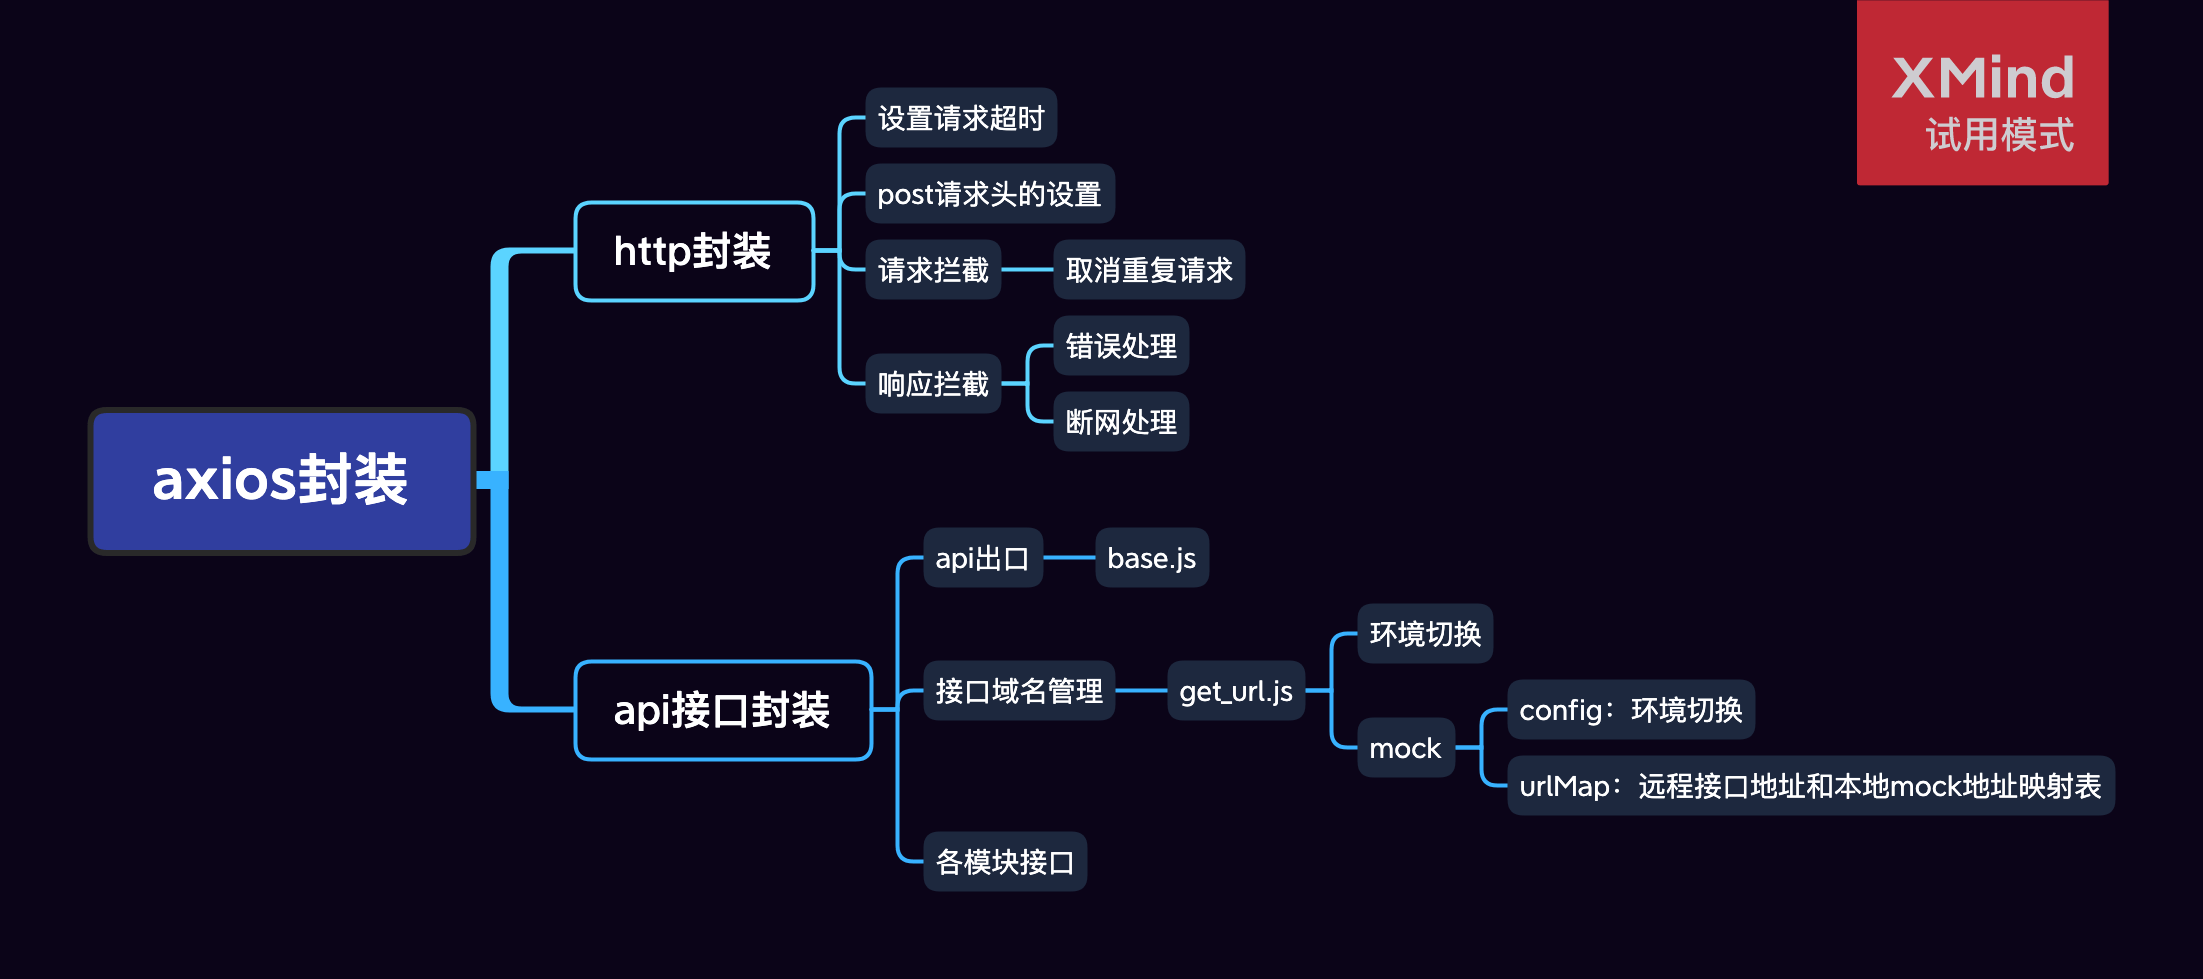 XMind
试用模式
axios封装
http封装
设置请求超时
post请求头的设置
请求拦截
取消重复请求
响应拦截
错误处理
断网处理
api接口封装
api出口
base.js
接口域名管理
get_url.js
环境切换
mock
config：环境切换
urlMap：远程接口地址和本地mock地址映射表
各模块接口